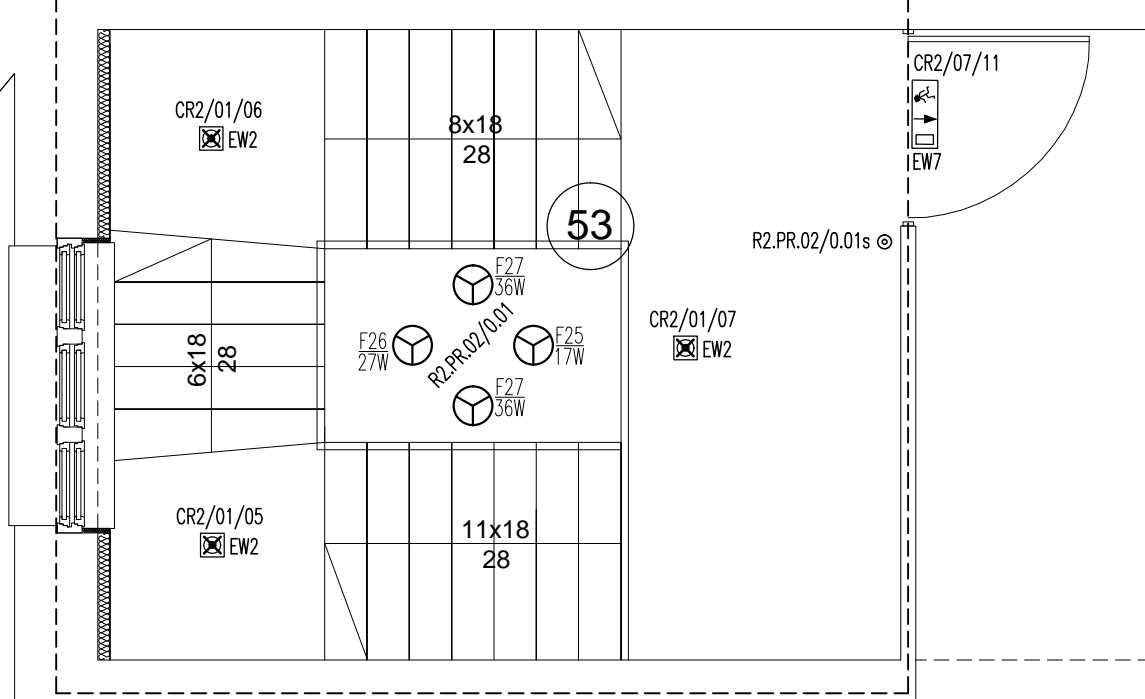 CR2/07/11
EW7
CR2/01/06
EW2
8x18
28
53
R2.PR.02/0.01s
F27
36W
F26
27W
R2.PR.02/0.01
F25
17W
F27
36W
6x18
28
CR2/01/07
EW2
CR2/01/05
EW2
11x18
28